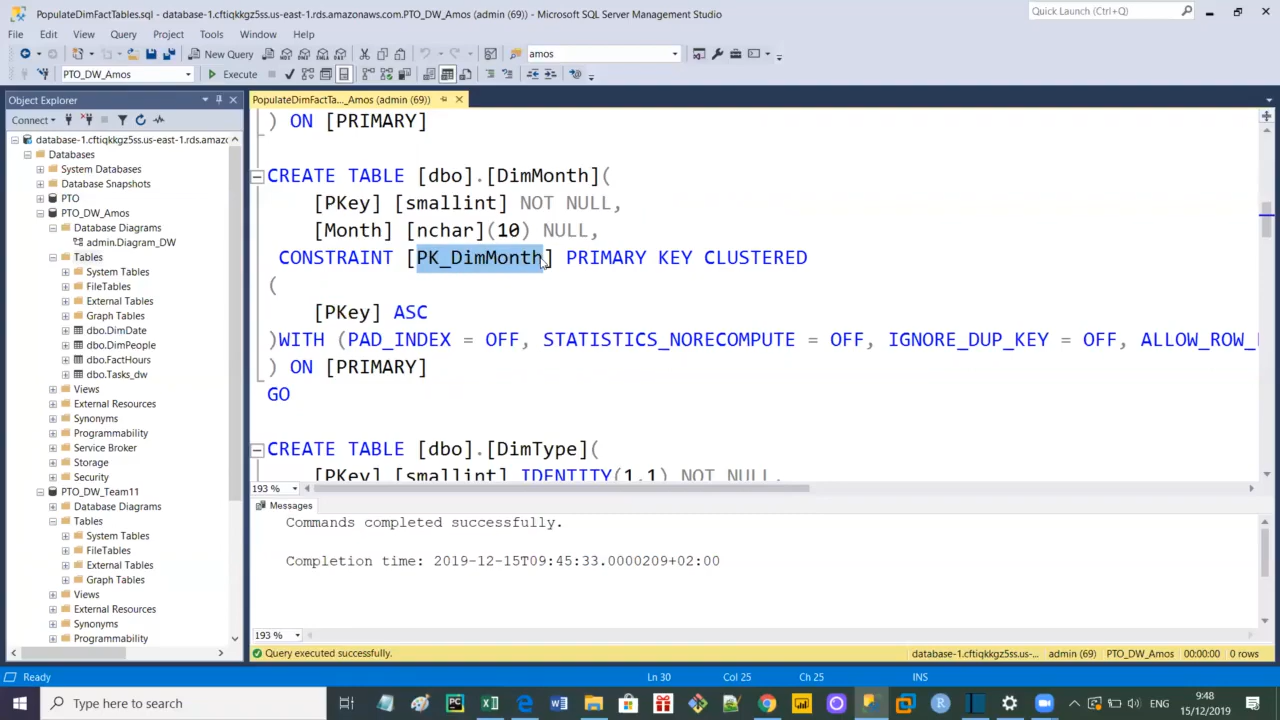 PopulateDimFactTables.sql - database-1.cftiqkkgz5ss.us-east-1.rds.amazonaws.com.PTO_DW_Amos (admin (69)) - Microsoft SQL Server Management Studio
Quick Launch (Ctrl+Q)
File Edit View Query Project Tools Window Help
New Query
amos
PTO_DW_Amos
Execute
Object Explorer
PopulateDimFactTa..._Amos (admin (69))
Connect
database-1.cftiqkkgz5ss.us-east-1.rds.amazo
Databases
System Databases
Database Snapshots
PTO
PTO_DW_Amos
Database Diagrams
admin.Diagram_DW
Tables
System Tables
FileTables
External Tables
Graph Tables
dbo.DimDate
dbo.DimPeople
dbo.FactHours
dbo.Tasks_dw
Views
External Resources
Synonyms
Programmability
Service Broker
Storage
Security
PTO_DW_Team11
Database Diagrams
Tables
System Tables
FileTables
External Tables
Graph Tables
Views
External Resources
Synonyms
Programmability
) ON [PRIMARY]
CREATE TABLE [dbo].[DimMonth](
[PKey] [smallint] NOT NULL,
[Month] [nchar](10) NULL,
CONSTRAINT [PK_DimMonth] PRIMARY KEY CLUSTERED
(
[PKey] ASC
)WITH (PAD_INDEX = OFF, STATISTICS_NORECOMPUTE = OFF, IGNORE_DUP_KEY = OFF, ALLOW_ROW_
) ON [PRIMARY]
GO
CREATE TABLE [dbo].[DimType](
[PKey] [smallint] IDENTITY(1,1) NOT NULL,
193 %
Messages
Commands completed successfully.
Completion time: 2019-12-15T09:45:33.0000209+02:00
193 %
Query executed successfully.
database-1.cftiqkkgz5ss.us-... admin (69) PTO_DW_Amos 00:00:00 0 rows
Ready
Ln 30 Col 25 Ch 25 INS
Type here to search
ENG
9:48
15/12/2019